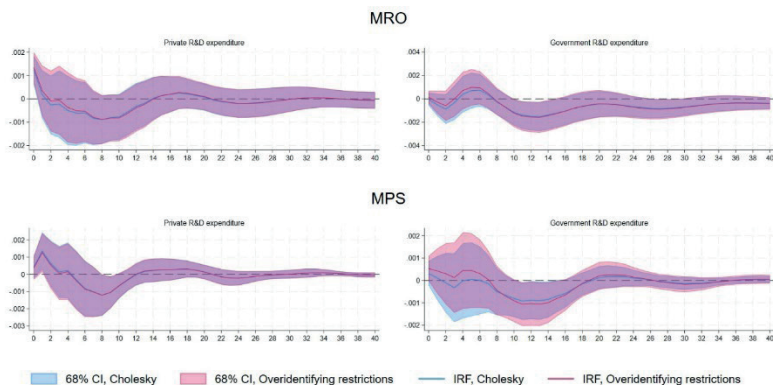 MRO
Private R&D expenditure
Government R&D expenditure
.002
.001
0
-.001
-.002
0 2 4 6 8 10 12 14 16 18 20 22 24 26 28 30 32 34 36 38 40
.004
.002
0
-.002
-.004
0 2 4 6 8 10 12 14 16 18 20 22 24 26 28 30 32 34 36 38 40
MPS
Private R&D expenditure
Government R&D expenditure
.002
.001
0
-.001
-.002
-.003
0 2 4 6 8 10 12 14 16 18 20 22 24 26 28 30 32 34 36 38 40
.002
.001
0
-.001
-.002
0 2 4 6 8 10 12 14 16 18 20 22 24 26 28 30 32 34 36 38 40
68% CI, Cholesky 68% CI, Overidentifying restrictions IRF, Cholesky IRF, Overidentifying restrictions